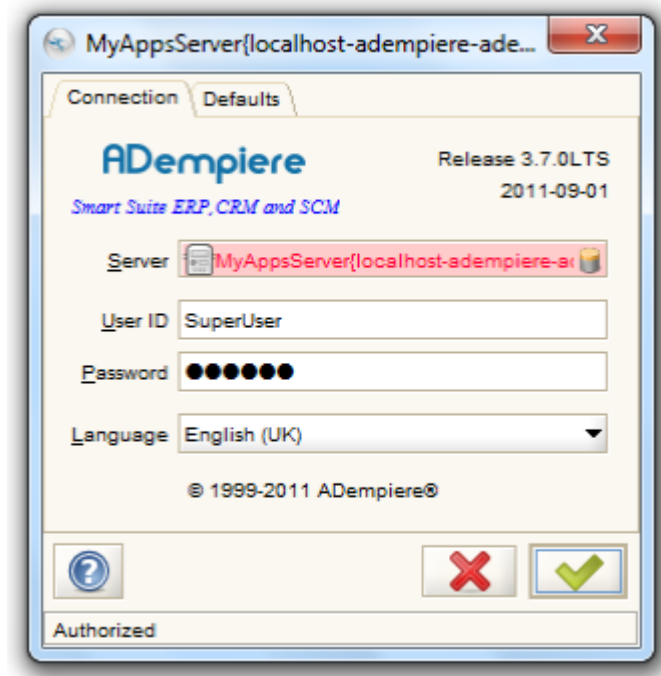 MyAppsServer{localhost-adempiere-ade...
Connection Defaults
ADempiere
Release 3.7.0LTS
2011-09-01
Smart Suite ERP, CRM and SCM
Server MyAppsServer{localhost-adempiere-a
User ID SuperUser
Password ●●●●●●
Language English (UK)
© 1999-2011 ADempiere®
Authorized